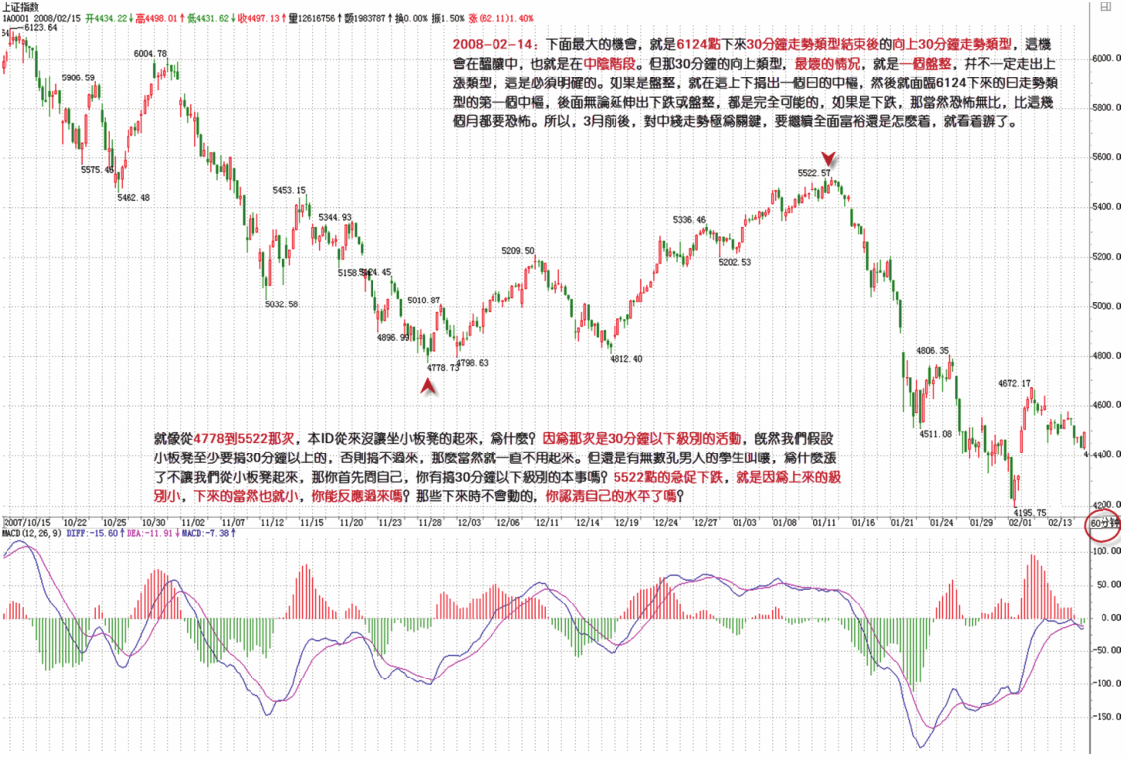 上证指数
IA0001 2008/02/15 开4434.22↓高4498.01↑低4431.62↓收4497.13↑量12616756↑额1983787↑换0.00% 振1.50% 涨(62.11)1.40%
6123.64
6004.78
5906.59
5575.45
5462.48
5453.15
5344.93
5032.58
4896.99
5010.87
4778.73
4798.63
5209.50
4812.40
5336.46
5202.53
5522.57
4806.35
4511.08
4672.17
4195.75
2008-02-14：下面最大的機會，就是6124點下來30分鐘走勢類型結束後的向上30分鐘走勢類型，這機
會在醞釀中，也就是在中陰階段。但那30分鐘的向上類型，最壞的情况，就是一個盤整，幷不一定走出上
漲類型，這是必須明確的。如果是盤整，就在這上下搗出一個日的中樞，然後就面臨6124下來的日走勢類
型的第一個中樞，後面無論延伸出下跌或盤整，都是完全可能的，如果是下跌，那當然恐怖無比，比這幾
個月都要恐怖。所以，3月前後，對中綫走勢極爲關鍵，要繼續全面富裕還是怎麽着，就看着辦了。
就像從4778到5522那次，本ID從來沒讓坐小板凳的起來，爲什麽？因爲那次是30分鐘以下級別的活動，既然我們假設
小板凳至少要搞30分鐘以上的，否則搞不過來，那麽當然就一直不用起來。但還是有無數孔男人的學生叫嚷，爲什麽漲
了不讓我們從小板凳起來，那你首先問自己，你有搞30分鐘以下級別的本事嗎？5522點的急促下跌，就是因爲上來的級
別小，下來的當然也就小，你能反應過來嗎？那些下來時不會動的，你認清自己的水平了嗎？
6000.0
5800.0
5600.0
5400.0
5200.0
5000.0
4800.0
4600.0
4200.0
2007/10/15 10/22 10/25 10/30 11/02 11/07 11/12 11/15 11/20 11/23 11/28 12/03 12/06 12/11 12/14 12/19 12/24 12/27 01/03 01/08 01/11 01/16 01/21 01/24 01/29 02/01 02/13 60分钟
MACD(12,26,9) DIFF:-15.60↑DEA:-11.91↓MACD:-7.38↑
100.00
50.00
0.00
-50.00
-100.00
-150.00